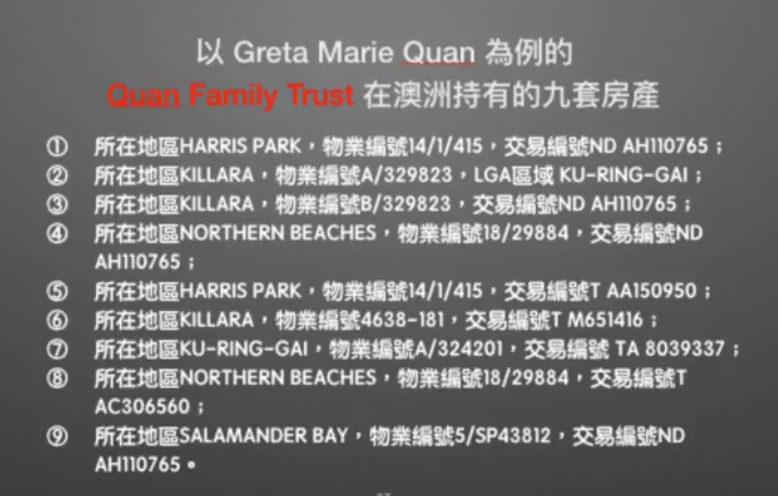 以 Greta Marie Quan 為例的
Quan Family Trust 在澳洲持有的九套房產
① 所在地區HARRIS PARK，物業編號14/1/415，交易編號ND AH110765；
② 所在地區KILLARA，物業編號A/329823，LGA區域 KU-RING-GAI；
③ 所在地區KILLARA，物業編號B/329823，交易編號ND AH110765；
④ 所在地區NORTHERN BEACHES，物業編號18/29884，交易編號ND
AH110765；
⑤ 所在地區HARRIS PARK，物業編號14/1/415，交易編號T AA150950；
⑥ 所在地區KILLARA，物業編號4638-181，交易編號T M651416；
⑦ 所在地區KU-RING-GAI，物業編號A/324201，交易編號 TA 8039337；
⑧ 所在地區NORTHERN BEACHES，物業編號18/29884，交易編號T
AC306560；
⑨ 所在地區SALAMANDER BAY，物業編號5/SP43812，交易編號ND
AH110765。